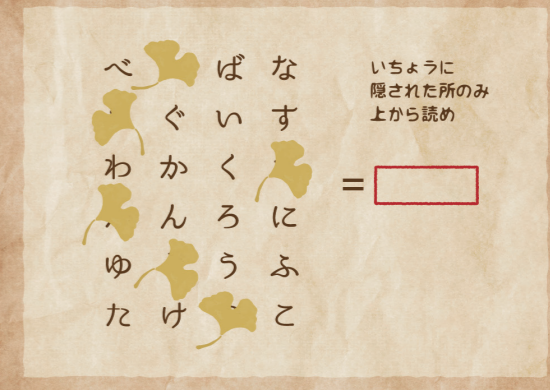 べ ば な
ぐ い す
わ か く
ん ろ に
ゆ う ふ
た け こ
いちょうに
隠された所のみ
上から読め
=